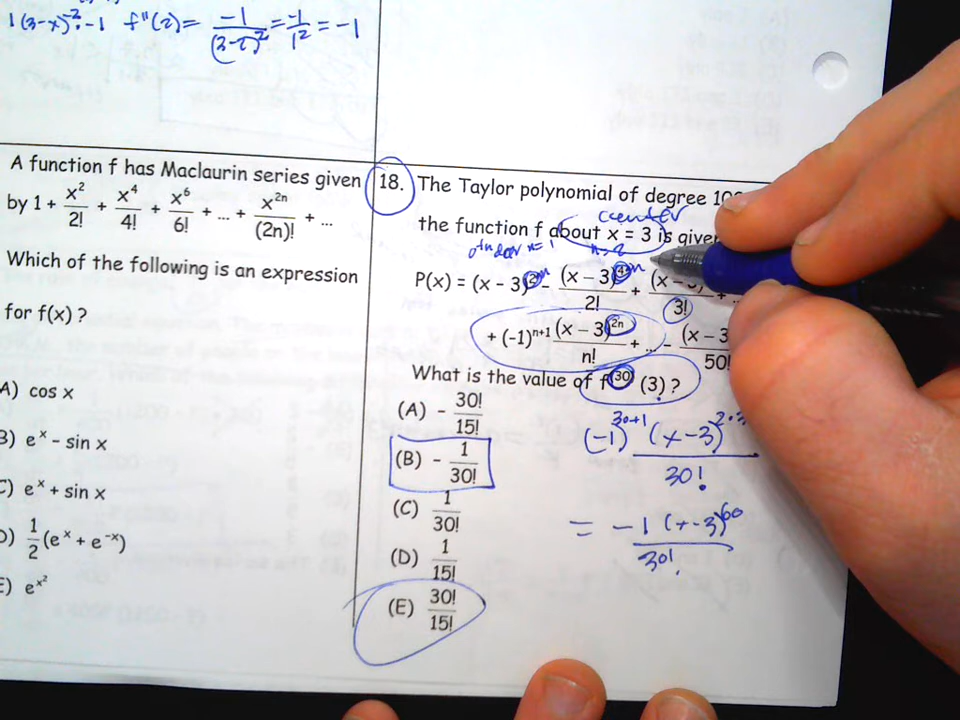 1(3-x)⁻²·-1 f''(2) = -1/(3-2)² = -1/1² = -1
A function f has Maclaurin series given
by 1 + x²/2! + x⁴/4! + x⁶/6! + ... + x²ⁿ/(2n)! + ...
Which of the following is an expression
for f(x) ?
A) cos x
B) eˣ - sin x
C) eˣ + sin x
D) 1/2 (eˣ + e⁻ˣ)
E) e^x²
18. The Taylor polynomial of degree 100
center
the function f about x = 3 is given
n=1 n=2
P(x) = (x - 3)² - (x - 3)⁴/2! + (x - 3)/3! + ...
+ (-1)ⁿ⁺¹ (x - 3)²ⁿ/n! + ... - (x - 3/50!
What is the value of f⁽³⁰⁾ (3) ?
(A) - 30!/15!
(B) - 1/30!
(C) 1/30!
(D) 1/15!
(E) 30!/15!
(-1)³⁰⁺¹ (x-3)²·³/30!
= -1(x-3)⁶⁰/30!